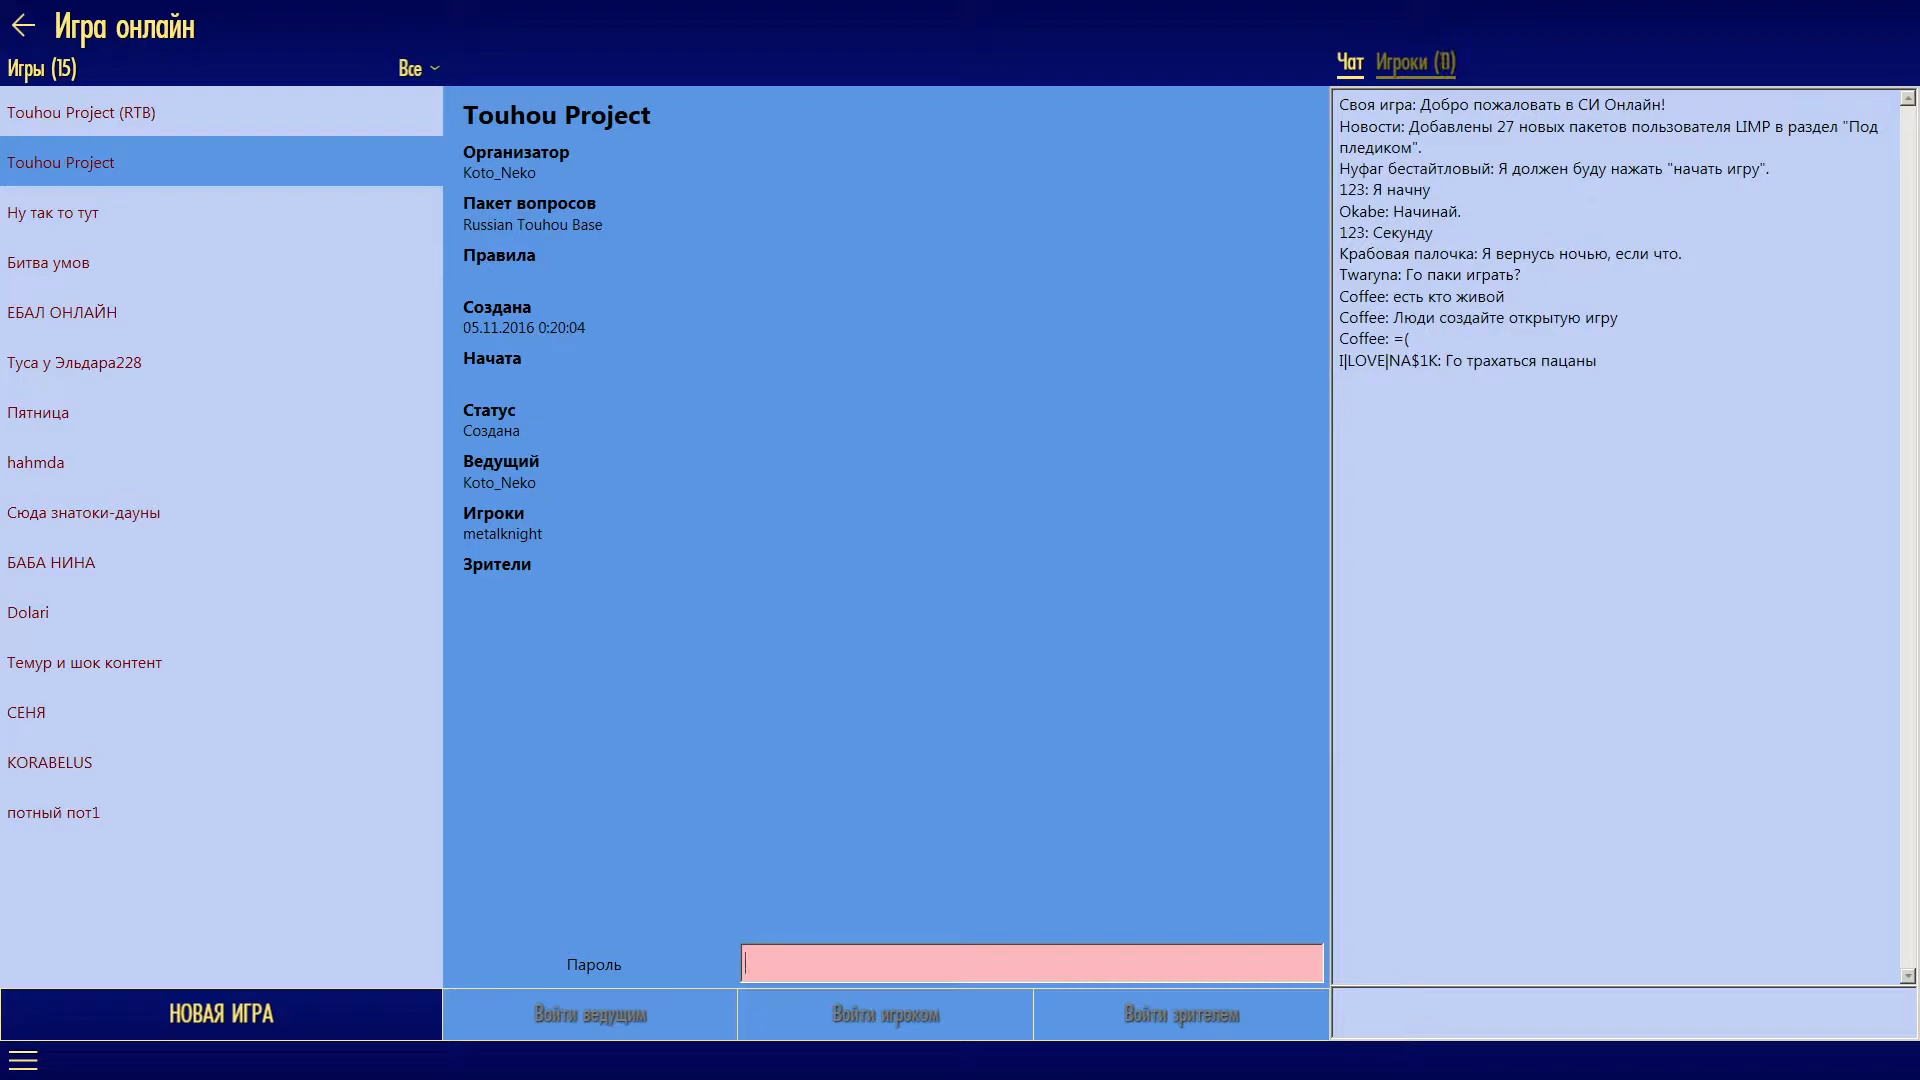 Игра онлайн
Игры (15)
Все
Touhou Project (RTB)
Touhou Project
Ну так то тут
Битва умов
ЕБАЛ ОНЛАЙН
Туса у Эльдара228
Пятница
hahmda
Сюда знатоки-дауны
БАБА НИНА
Dolari
Темур и шок контент
СЕНЯ
KORABELUS
потный пот1
НОВАЯ ИГРА
Touhou Project
Организатор
Koto_Neko
Пакет вопросов
Russian Touhou Base
Правила
Создана
05.11.2016 0:20:04
Начата
Статус
Создана
Ведущий
Koto_Neko
Игроки
metalknight
Зрители
Пароль
Войти ведущим
Войти игроком
Войти зрителем
Чат
Игроки
Своя игра: Добро пожаловать в СИ Онлайн!
Новости: Добавлены 27 новых пакетов пользователя LIMP в раздел "Под
пледиком".
Нуфаг бестайтловый: Я должен буду нажать "начать игру".
123: Я начну
Okabe: Начинай.
123: Секунду
Крабовая палочка: Я вернусь ночью, если что.
Twaryna: Го паки играть?
Coffee: есть кто живой
Coffee: Люди создайте открытую игру
Coffee: =(
I|LOVE|NA$1K: Го трахаться пацаны